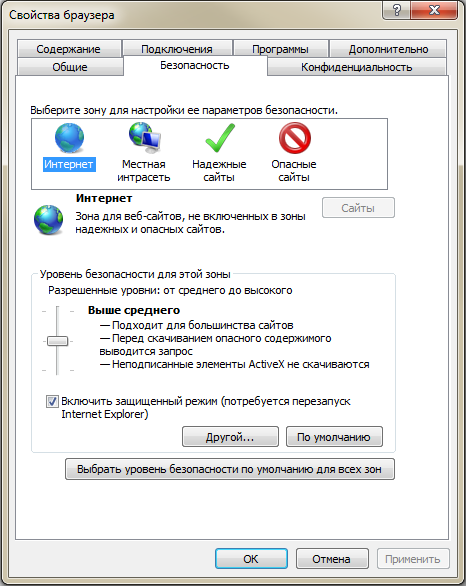 Свойства браузера
Содержание Подключения Программы Дополнительно
Общие Безопасность Конфиденциальность
Выберите зону для настройки ее параметров безопасности.
Интернет Местная интрасеть Надежные сайты Опасные сайты
Интернет
Зона для веб-сайтов, не включенных в зоны
надежных и опасных сайтов.
Сайты
Уровень безопасности для этой зоны
Разрешенные уровни: от среднего до высокого
Выше среднего
— Подходит для большинства сайтов
— Перед скачиванием опасного содержимого
выводится запрос
— Неподписанные элементы ActiveX не скачиваются
Включить защищенный режим (потребуется перезапуск
Internet Explorer)
Другой... По умолчанию
Выбрать уровень безопасности по умолчанию для всех зон
ОК Отмена Применить